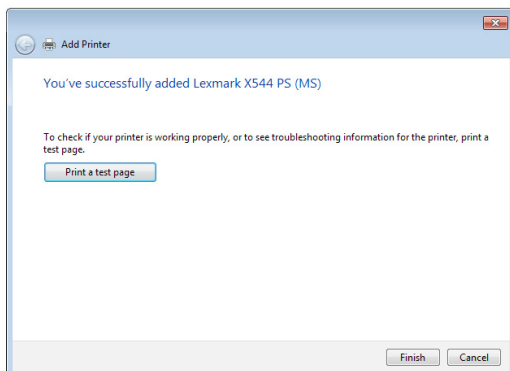 Add Printer
You've successfully added Lexmark X544 PS (MS)
To check if your printer is working properly, or to see troubleshooting information for the printer, print a
test page.
Print a test page
Finish Cancel